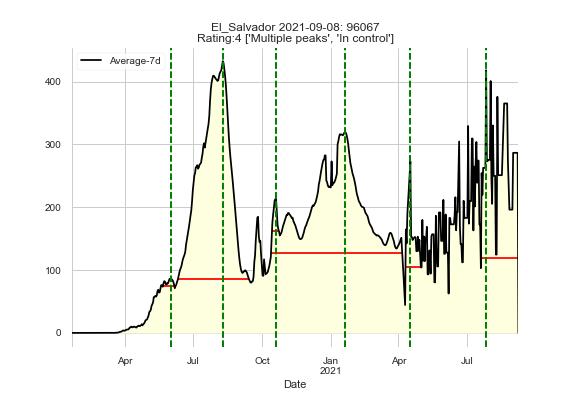 El_Salvador 2021-09-08: 96067
Rating:4 ['Multiple peaks', 'In control']
Average-7d
400
300
200
100
0
Apr Jul Oct Jan Apr Jul
2021
Date